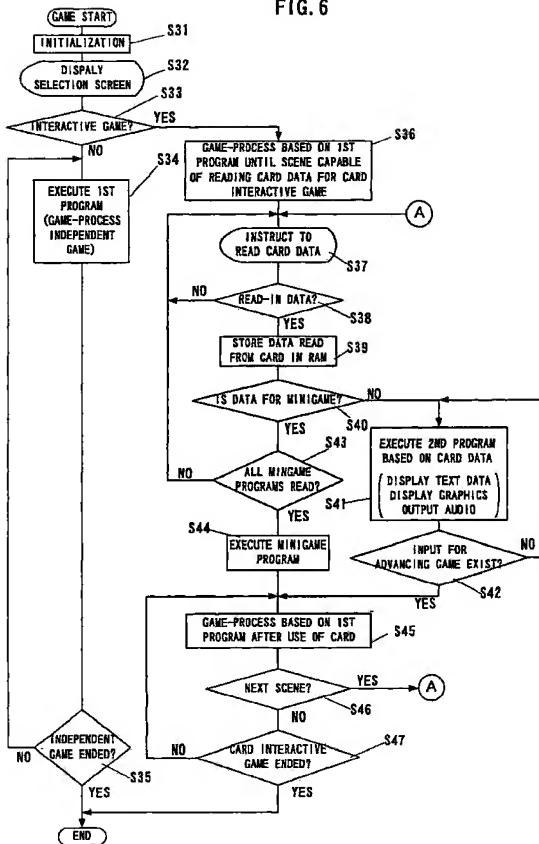 FIG. 6
GAME START
S31
INITIALIZATION
S32
DISPALY
SELECTION SCREEN
S33
INTERACTIVE GAME?
YES
NO
S34
EXECUTE 1ST
PROGRAM
(GAME-PROCESS
INDEPENDENT
GAME)
S36
GAME-PROCESS BASED ON 1ST
PROGRAM UNTIL SCENE CAPABLE
OF READING CARD DATA FOR CARD
INTERACTIVE GAME
A
INSTRUCT TO
READ CARD DATA
S37
NO
READ-IN DATA?
S38
YES
STORE DATA READ
FROM CARD IN RAM
S39
IS DATA FOR MINIGAME?
NO
S40
YES
S43
NO
ALL MINGAME
PROGRAMS READ?
YES
EXECUTE 2ND PROGRAM
BASED ON CARD DATA
S41
(DISPLAY TEXT DATA
DISPLAY GRAPHICS
OUTPUT AUDIO)
S44
EXECUTE MINIGAME
PROGRAM
INPUT FOR
ADVANCING GAME EXIST?
NO
S42
YES
GAME-PROCESS BASED ON 1ST
PROGRAM AFTER USE OF CARD
S45
NEXT SCENE?
YES
A
S46
NO
NO
CARD INTERACTIVE
GAME ENDED?
S47
YES
INDEPENDENT
GAME ENDED?
NO
S35
YES
END